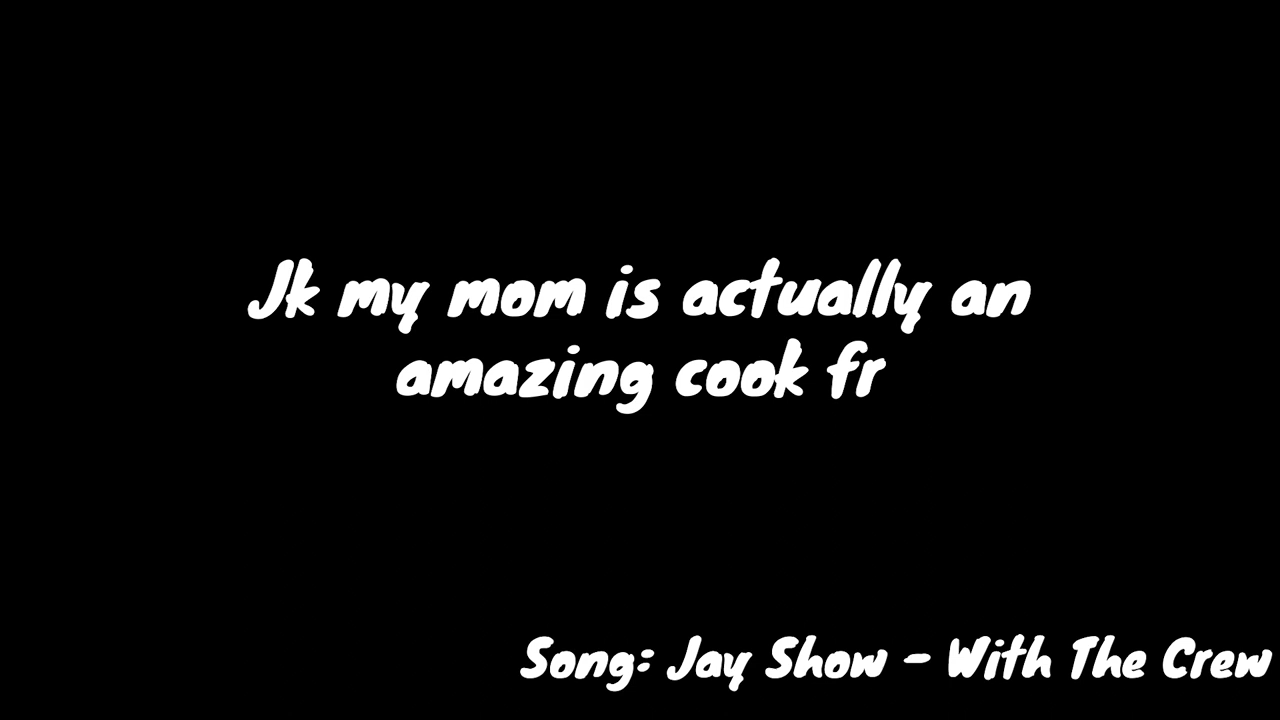 Jk my mom is actually an
amazing cook fr
Song: Jay Show - With The Crew